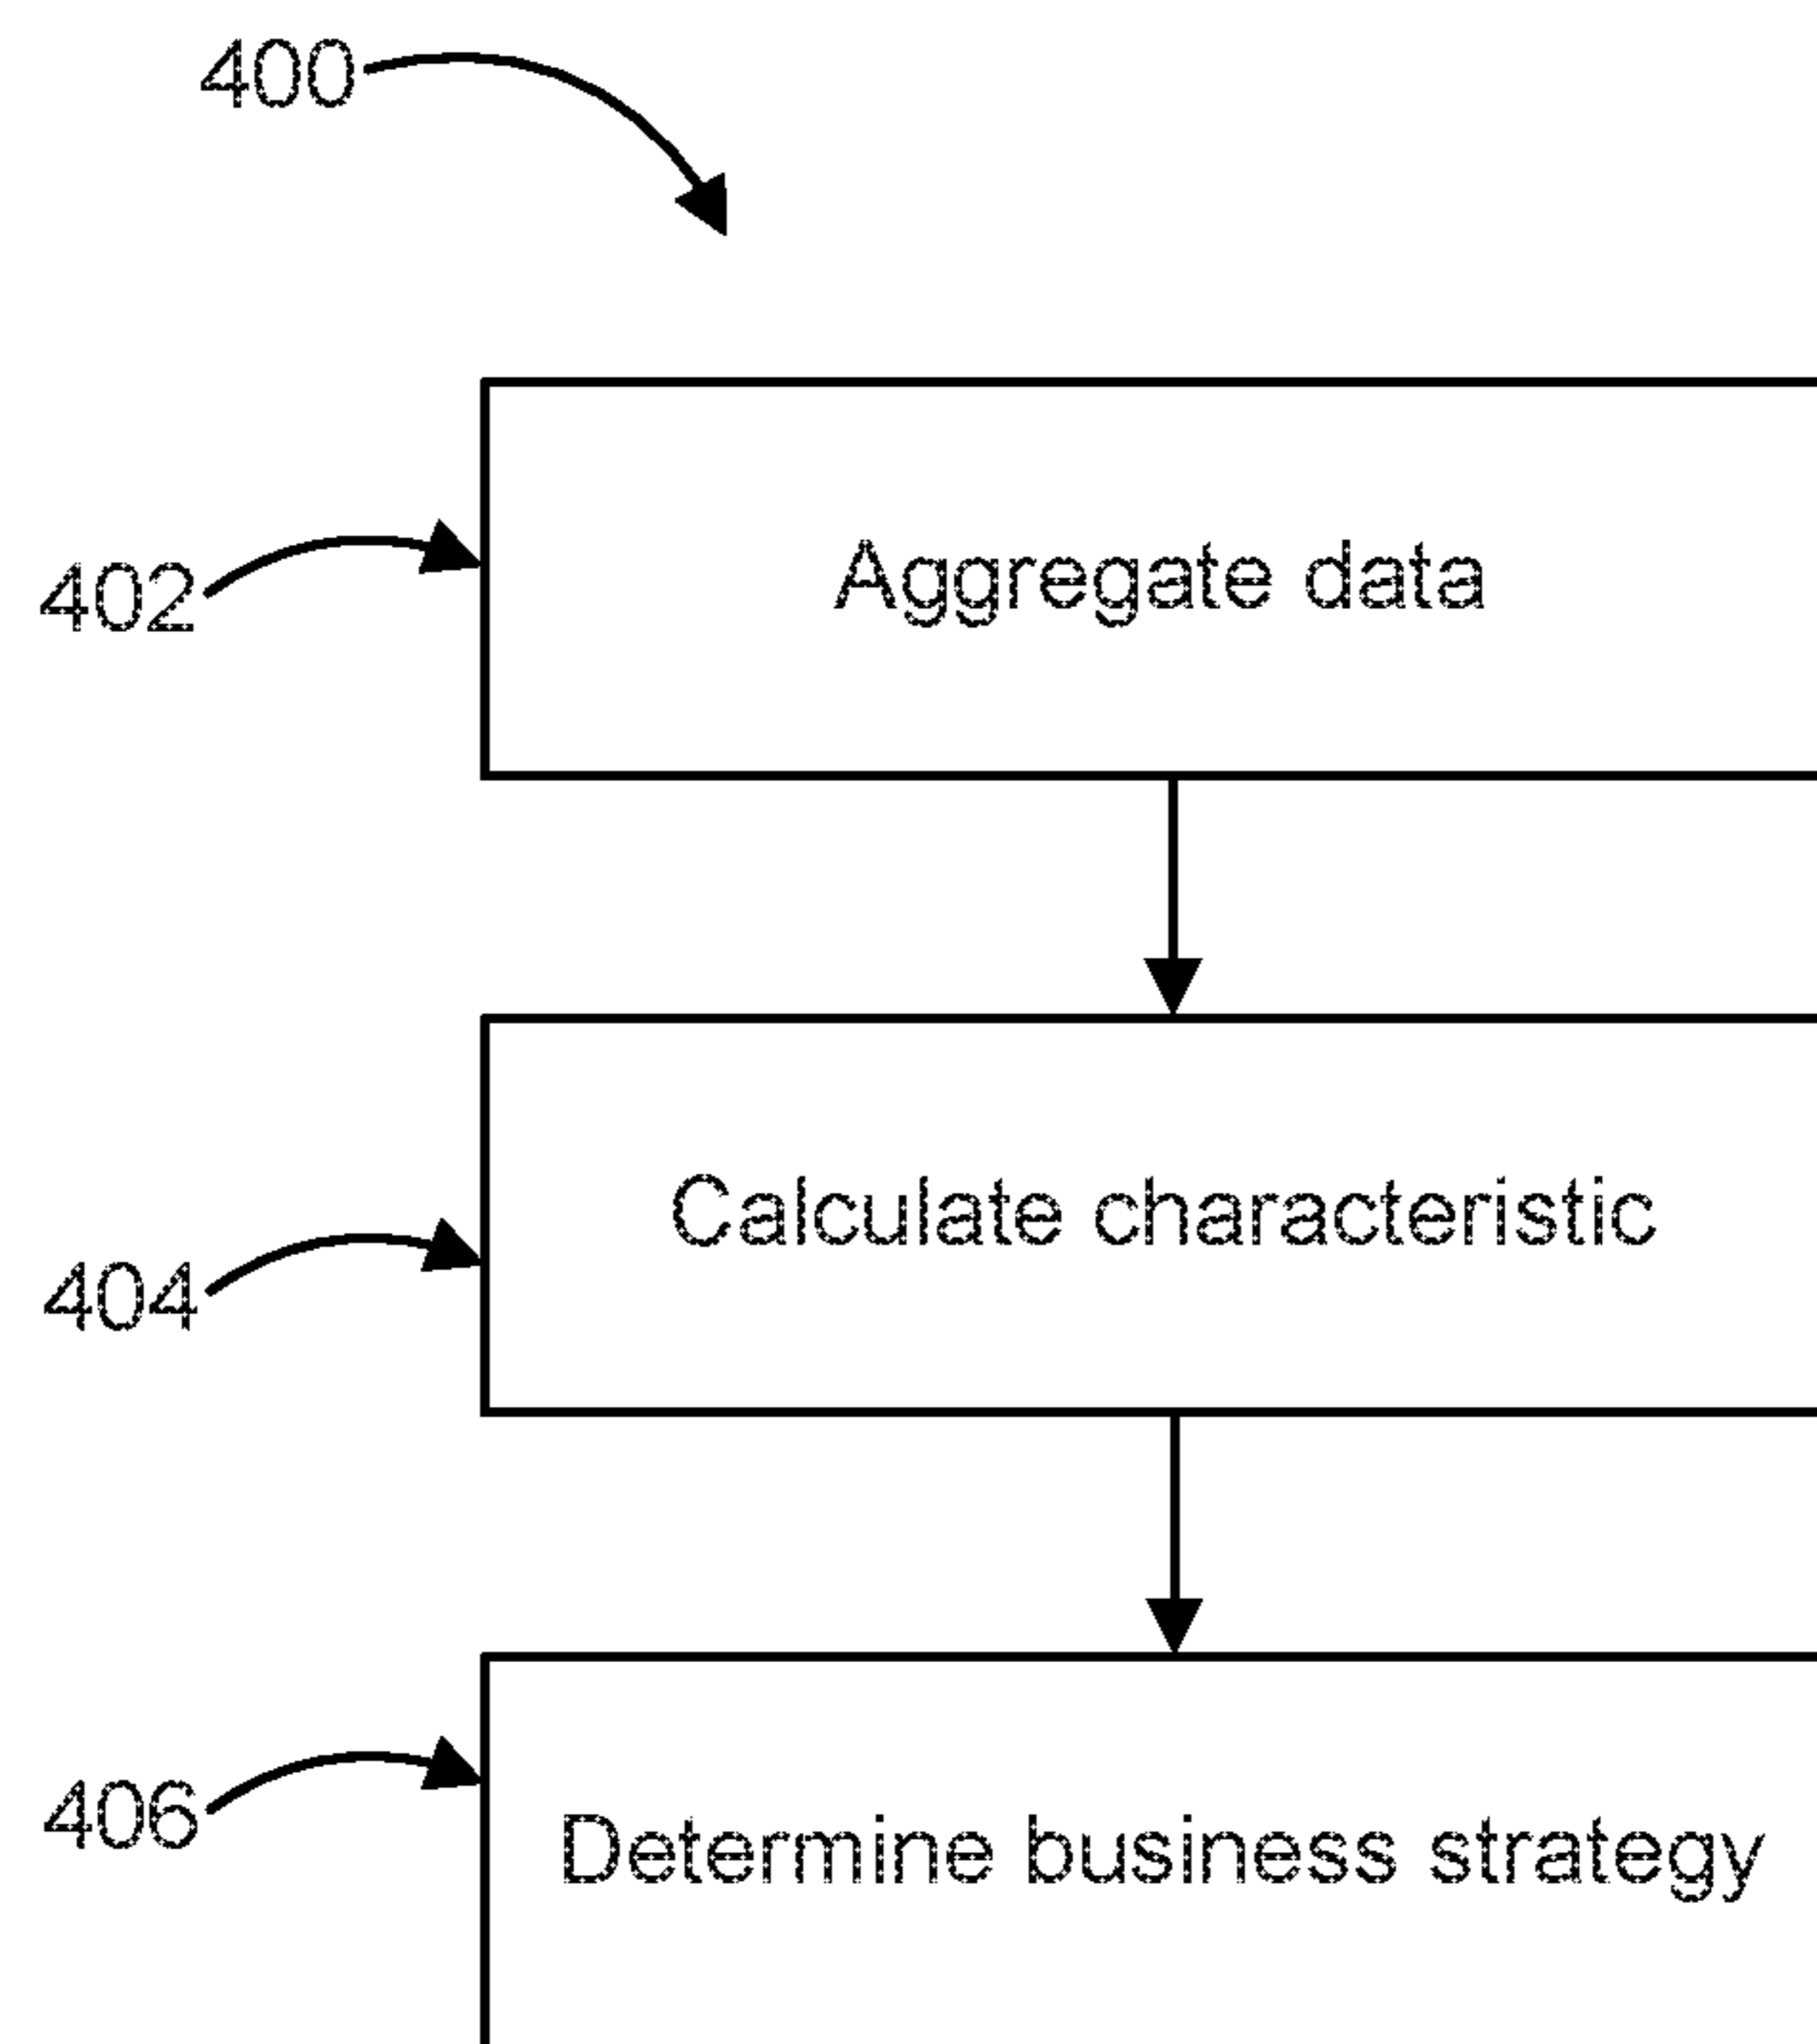 400
402
Aggregate data
404
Calculate characteristic
406
Determine business strategy